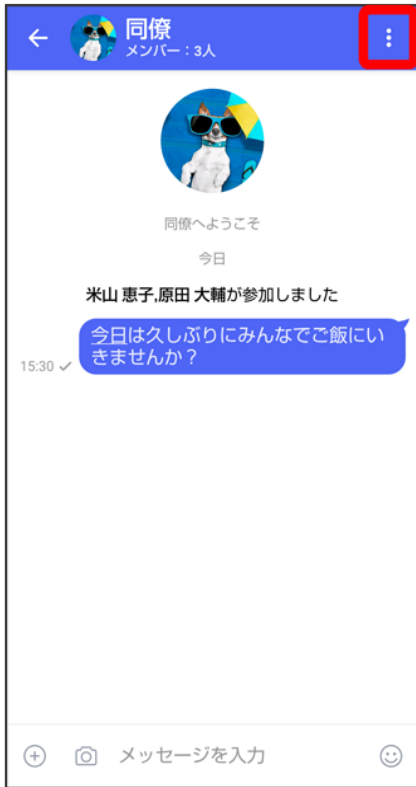 同僚
メンバー：3人
同僚へようこそ
今日
米山 恵子,原田 大輔が参加しました
今日は久しぶりにみんなでご飯にい
きませんか？
15:30
メッセージを入力